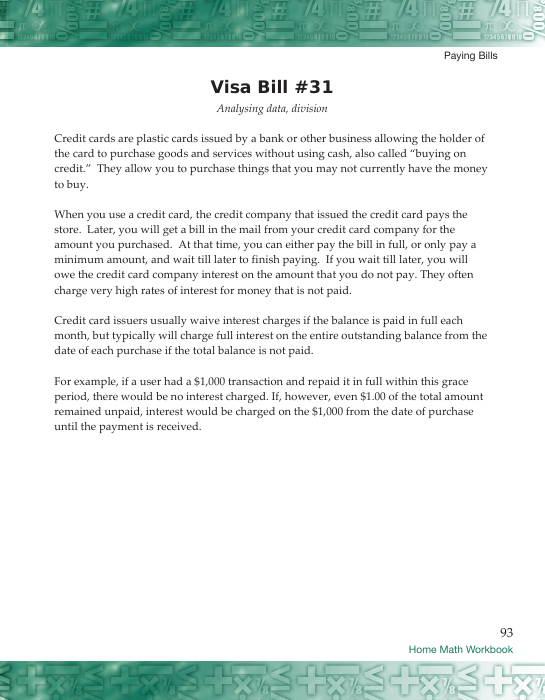 Paying Bills
Visa Bill #31
Analysing data, division
Credit cards are plastic cards issued by a bank or other business allowing the holder of
the card to purchase goods and services without using cash, also called “buying on
credit.”  They allow you to purchase things that you may not currently have the money
to buy.
When you use a credit card, the credit company that issued the credit card pays the
store.  Later, you will get a bill in the mail from your credit card company for the
amount you purchased.  At that time, you can either pay the bill in full, or only pay a
minimum amount, and wait till later to finish paying.  If you wait till later, you will
owe the credit card company interest on the amount that you do not pay. They often
charge very high rates of interest for money that is not paid.
Credit card issuers usually waive interest charges if the balance is paid in full each
month, but typically will charge full interest on the entire outstanding balance from the
date of each purchase if the total balance is not paid.
For example, if a user had a $1,000 transaction and repaid it in full within this grace
period, there would be no interest charged. If, however, even $1.00 of the total amount
remained unpaid, interest would be charged on the $1,000 from the date of purchase
until the payment is received.
93
Home Math Workbook